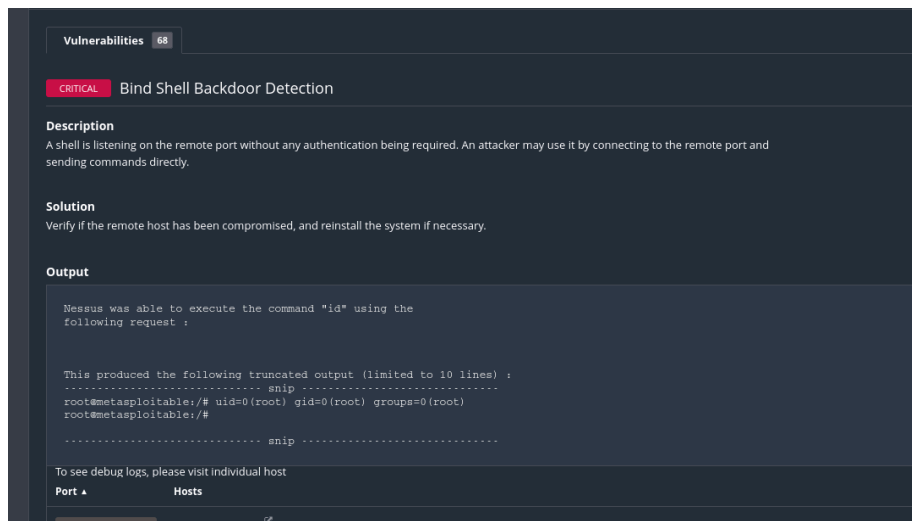 Vulnerabilities 68
CRITICAL Bind Shell Backdoor Detection
Description
A shell is listening on the remote port without any authentication being required. An attacker may use it by connecting to the remote port and
sending commands directly.
Solution
Verify if the remote host has been compromised, and reinstall the system if necessary.
Output
Nessus was able to execute the command "id" using the
following request :
This produced the following truncated output (limited to 10 lines) :
------------------------------ snip ------------------------------
root@metasploitable:/# uid=0(root) gid=0(root) groups=0(root)
root@metasploitable:/#
------------------------------ snip ------------------------------
To see debug logs, please visit individual host
Port ▲ Hosts